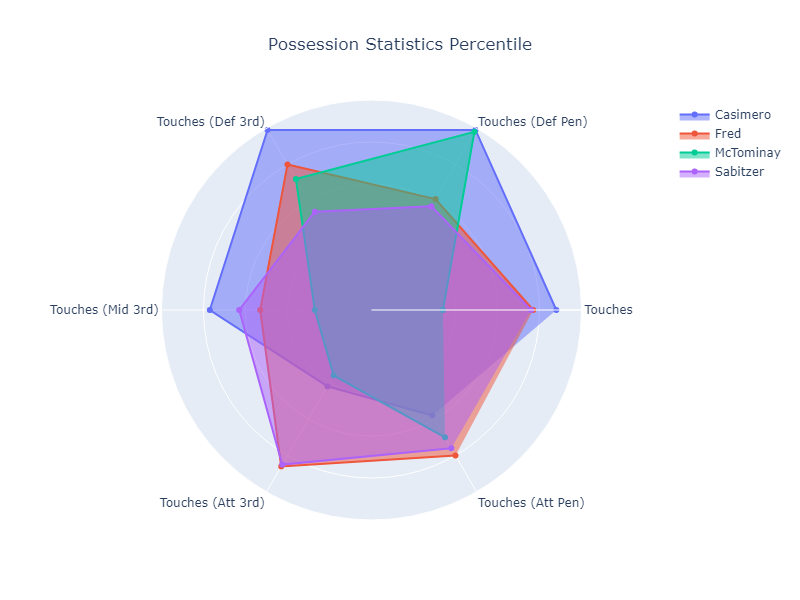 Possession Statistics Percentile
Touches (Def 3rd)
Touches (Def Pen)
Touches (Mid 3rd)
Touches
Touches (Att 3rd)
Touches (Att Pen)
Casimero
Fred
McTominay
Sabitzer